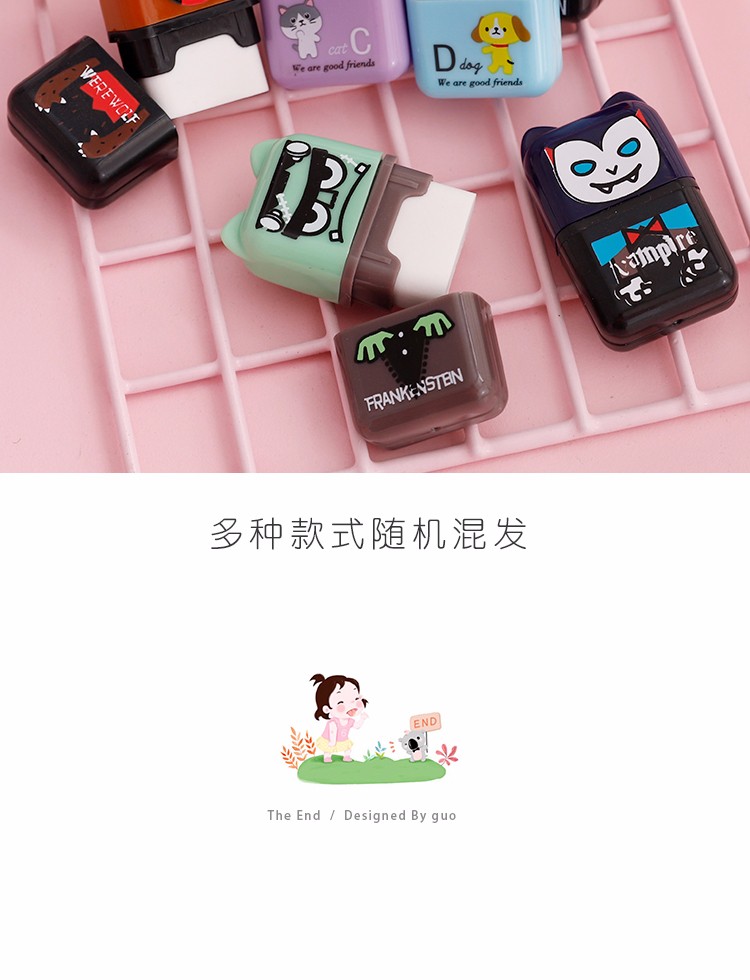 cat C
We are good friends
D dog
We are good friends
WEREWOLF
Vampire
FRANKENSTEIN
多种款式随机混发
END
The End / Designed By guo